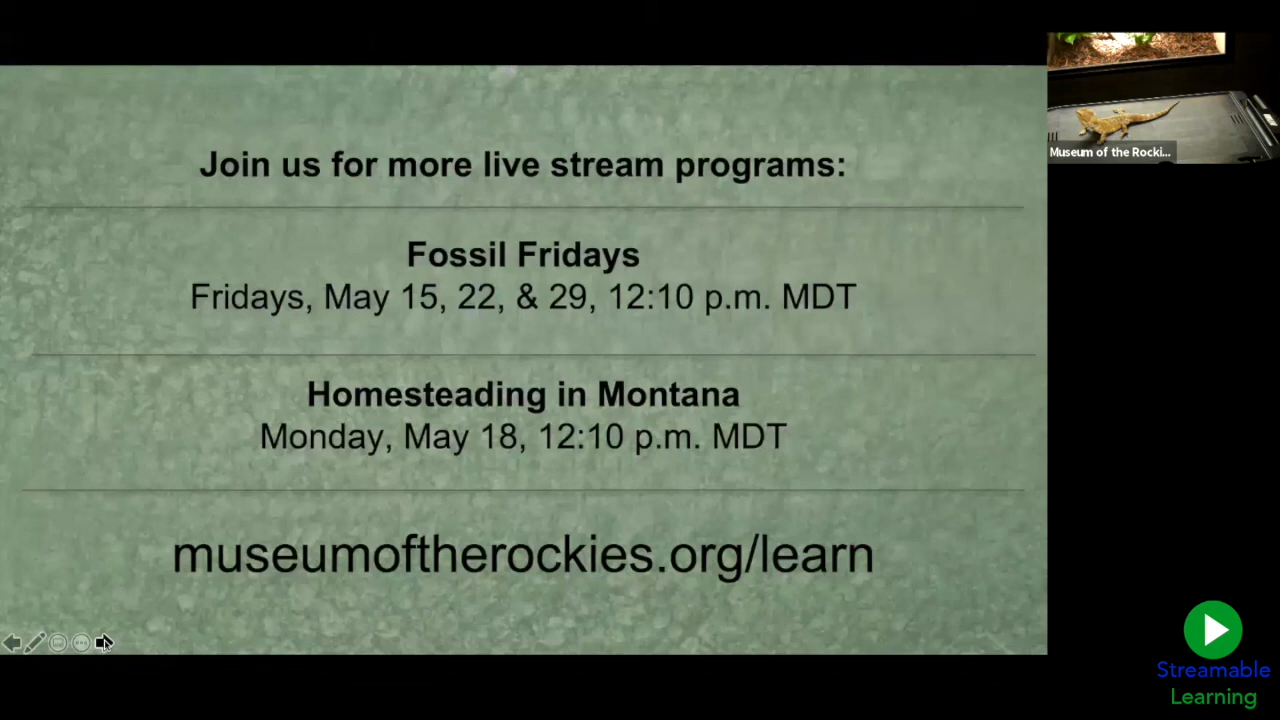 Join us for more live stream programs:
Fossil Fridays
Fridays, May 15, 22, & 29, 12:10 p.m. MDT
Homesteading in Montana
Monday, May 18, 12:10 p.m. MDT
museumoftherockies.org/learn
Museum of the Rocki...
Streamable
Learning